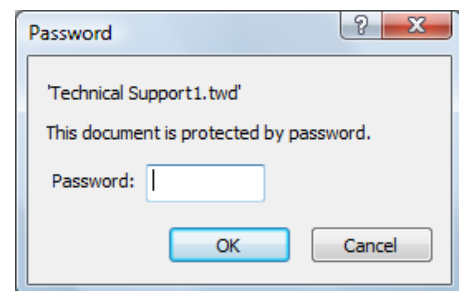 Password
'Technical Support1.twd'
This document is protected by password.
Password:
OK Cancel